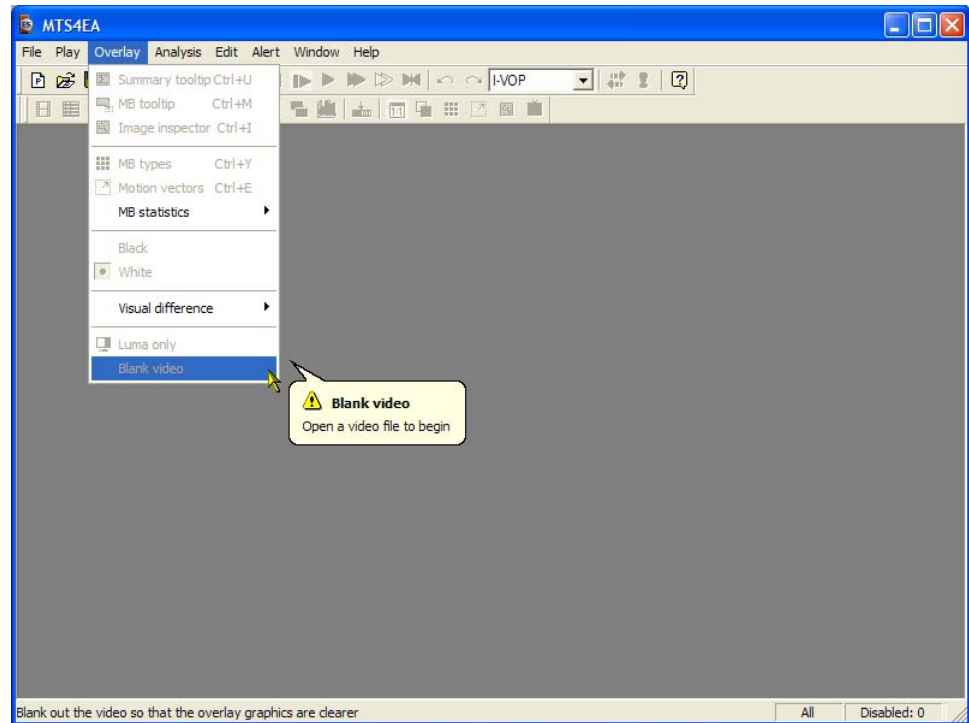 MTS4EA
File Play Overlay Analysis Edit Alert Window Help
Summary tooltip Ctrl+U
I-VOP
MB tooltip Ctrl+M
Image inspector Ctrl+I
MB types Ctrl+Y
Motion vectors Ctrl+E
MB statistics
Black
White
Visual difference
Luma only
Blank video
Blank video
Open a video file to begin
Blank out the video so that the overlay graphics are clearer
All
Disabled: 0